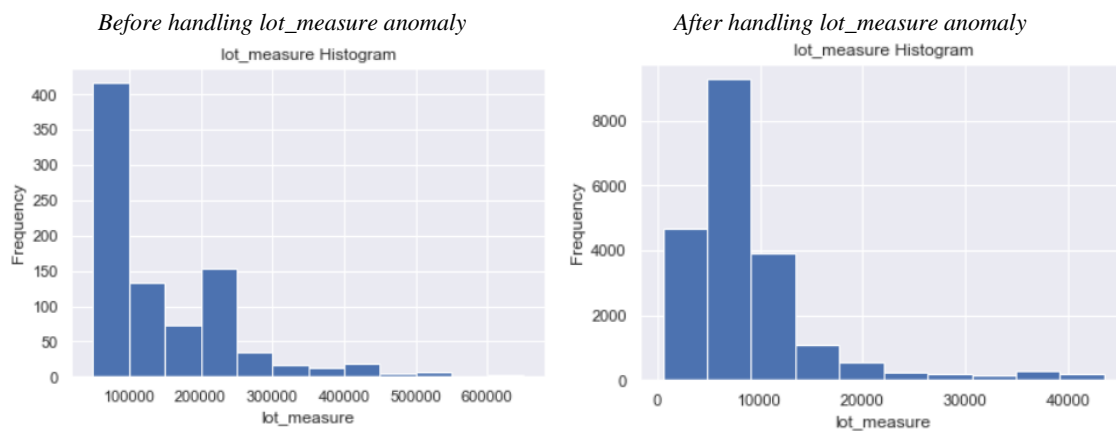 Before handling lot_measure anomaly
lot_measure Histogram
Frequency
400
350
300
250
200
150
100
50
0
100000 200000 300000 400000 500000 600000
lot_measure
After handling lot_measure anomaly
lot_measure Histogram
Frequency
8000
6000
4000
2000
0
0 10000 20000 30000 40000
lot_measure